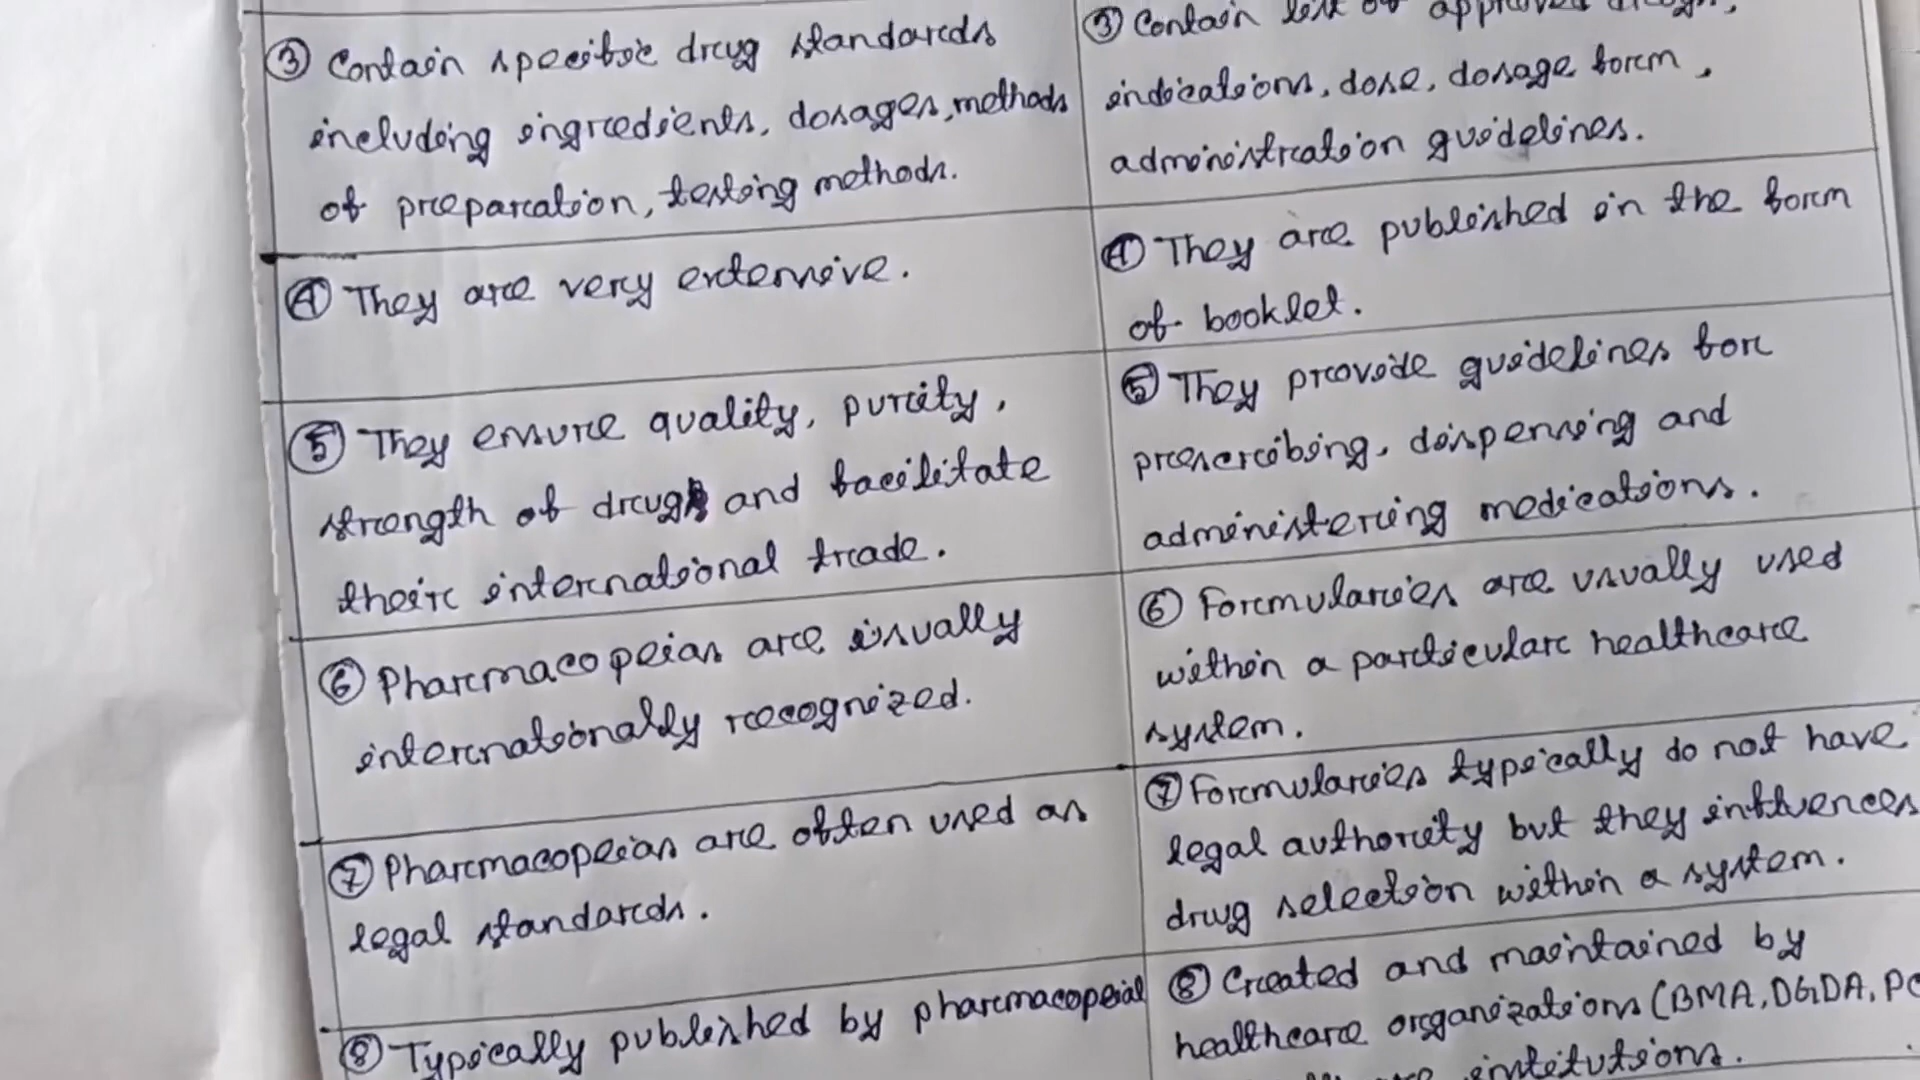 ③ Contain specific drug standards
including ingredients, dosages, methods
of preparation, testing methods.
③ Contain list of approved drugs,
indications, dose, dosage form,
administration guidelines.
④ They are very extensive.
④ They are published in the form
of booklet.
⑤ They ensure quality, purity,
strength of drugs and facilitate
their international trade.
⑤ They provide guidelines for
prescribing, dispensing and
administering medications.
⑥ Pharmacopeias are usually
internationally recognized.
⑥ Formularies are usually used
within a particular healthcare
system.
⑦ Pharmacopeias are often used as
legal standards.
⑦ Formularies typically do not have
legal authority but they influences
drug selection within a system.
⑧ Typically published by pharmacopeial
⑧ Created and maintained by
healthcare organizations (BMA, DGDA,
intitutions.